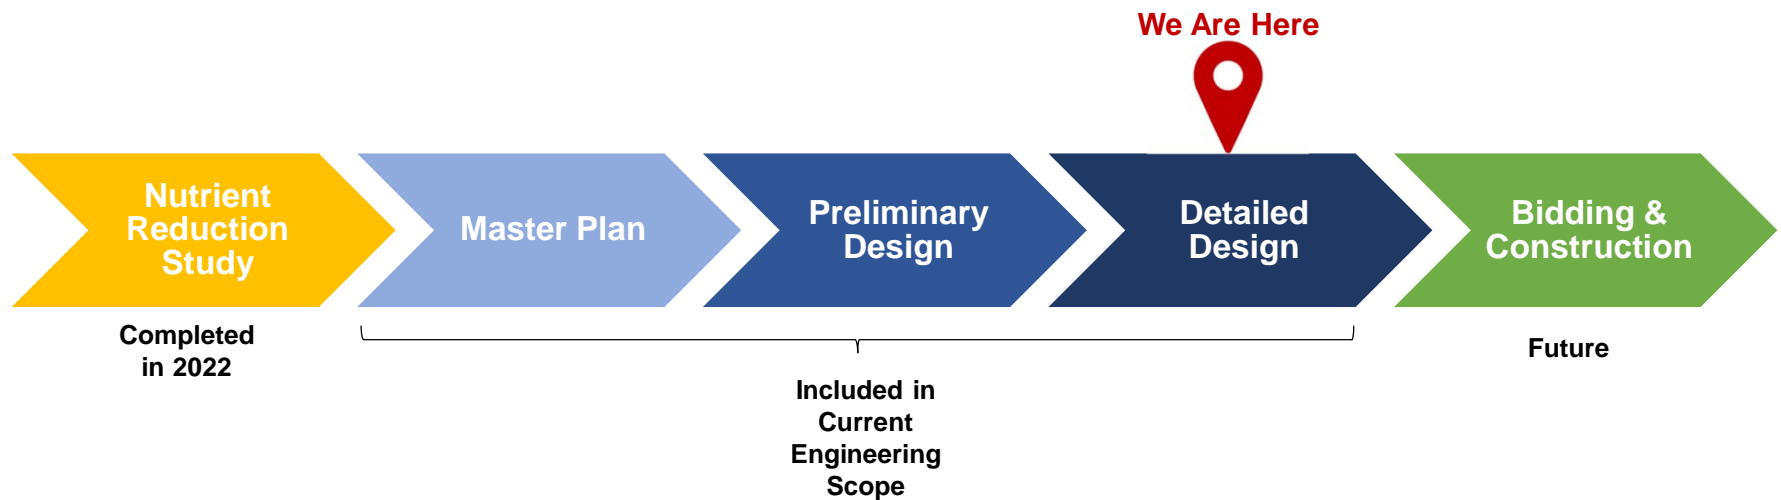 We Are Here
Nutrient
Reduction
Study
Master Plan
Preliminary
Design
Detailed
Design
Bidding &
Construction
Completed
in 2022
Included in
Current
Engineering
Scope
Future